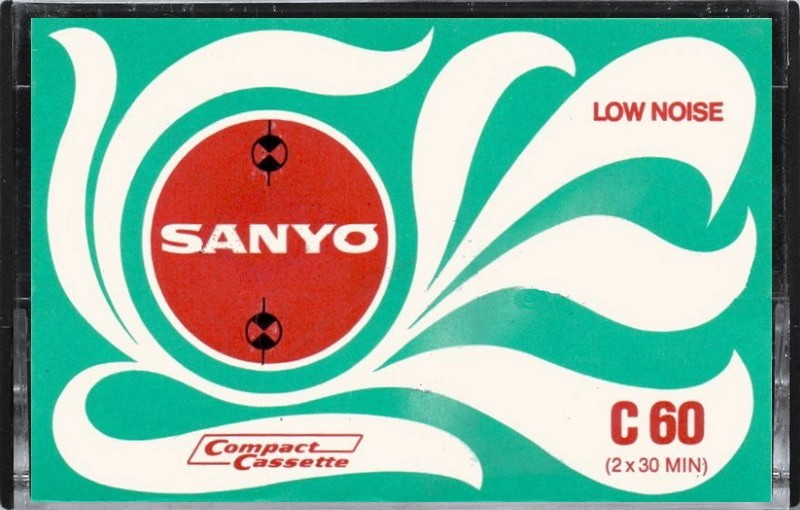 LOW NOISE
SANYO
C 60
(2 x 30 MIN)
Compact
Cassette